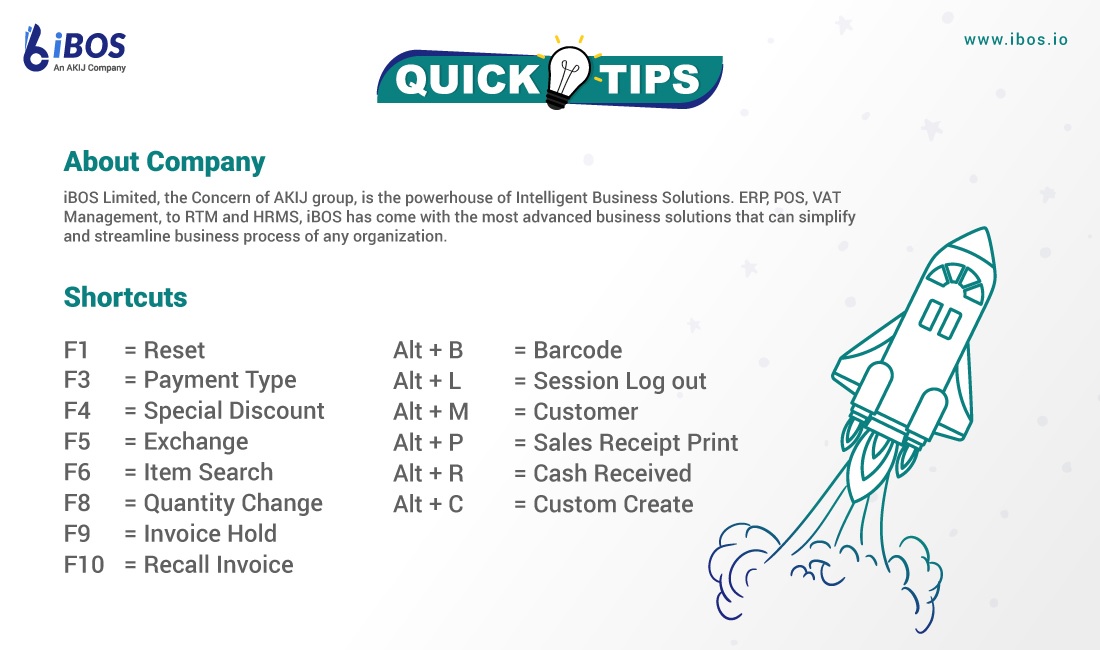 iBOS
An AKIJ Company
www.ibos.io
QUICK TIPS
About Company
iBOS Limited, the Concern of AKIJ group, is the powerhouse of Intelligent Business Solutions. ERP, POS, VAT
Management, to RTM and HRMS, iBOS has come with the most advanced business solutions that can simplify
and streamline business process of any organization.
Shortcuts
F1 = Reset
F3 = Payment Type
F4 = Special Discount
F5 = Exchange
F6 = Item Search
F8 = Quantity Change
F9 = Invoice Hold
F10 = Recall Invoice
Alt + B = Barcode
Alt + L = Session Log out
Alt + M = Customer
Alt + P = Sales Receipt Print
Alt + R = Cash Received
Alt + C = Custom Create